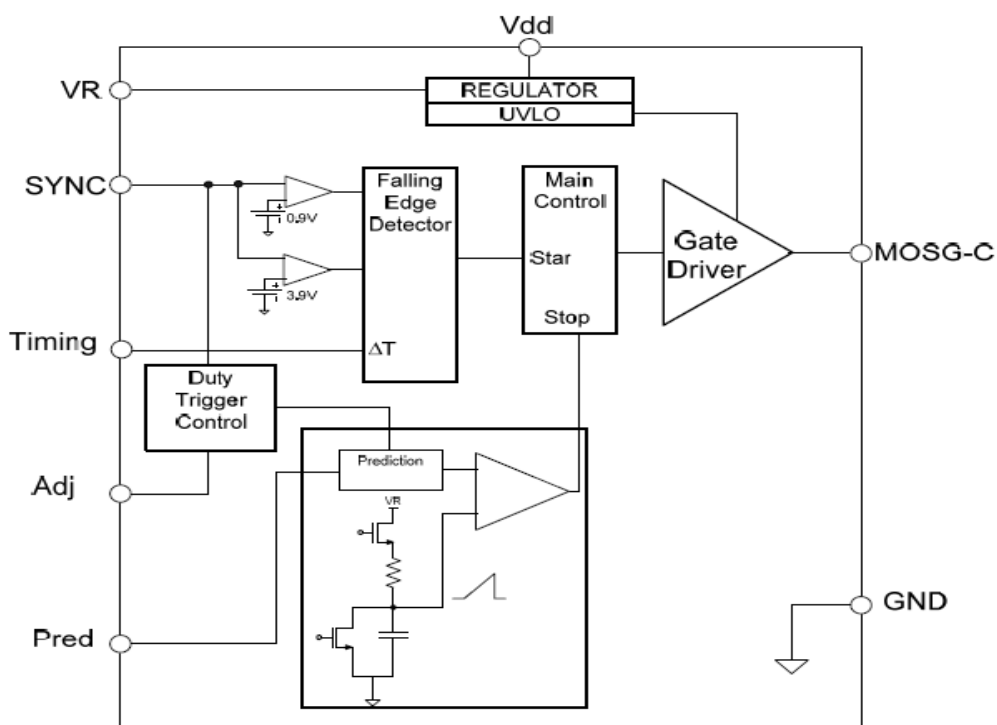 Vdd
VR
REGULATOR
UVLO
SYNC
0.9V
3.9V
Falling
Edge
Detector
ΔT
Main
Control
Star
Stop
Gate
Driver
MOSG-C
Timing
Duty
Trigger
Control
Adj
Prediction
VR
Pred
GND